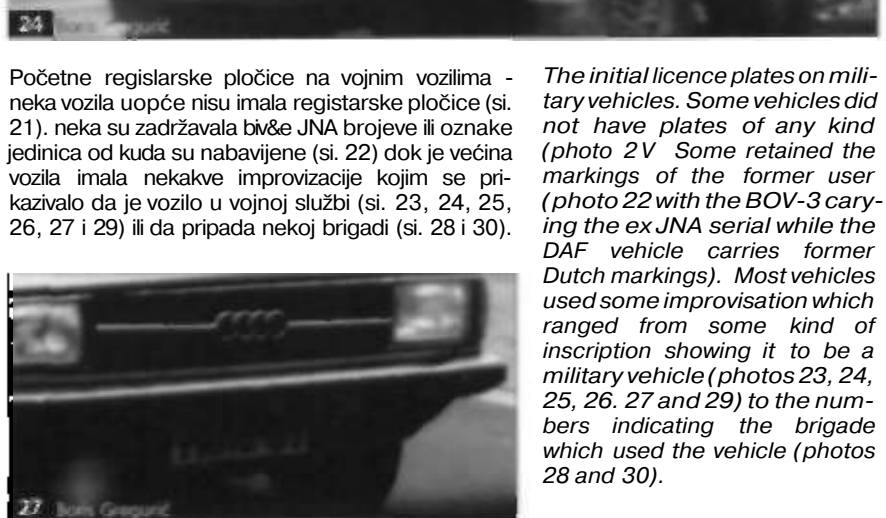 24 Boris Gregurić
Početne regislarske pločice na vojnim vozilima -
neka vozila uopće nisu imala registarske pločice (si.
21). neka su zadržavala biv&e JNA brojeve ili oznake
jedinica od kuda su nabavijene (si. 22) dok je većina
vozila imala nekakve improvizacije kojim se pri-
kazivalo da je vozilo u vojnoj službi (si. 23, 24, 25,
26, 27 i 29) ili da pripada nekoj brigadi (si. 28 i 30).
27 Boris Gregurić
The initial licence plates on mili-
tary vehicles. Some vehicles did
not have plates of any kind
(photo 2V Some retained the
markings of the former user
(photo 22 with the BOV-3 cary-
ing the ex JNA serial while the
DAF vehicle carries former
Dutch markings). Most vehicles
used some improvisation which
ranged from some kind of
inscription showing it to be a
military vehicle (photos 23, 24,
25, 26. 27 and 29) to the num-
bers indicating the brigade
which used the vehicle (photos
28 and 30).